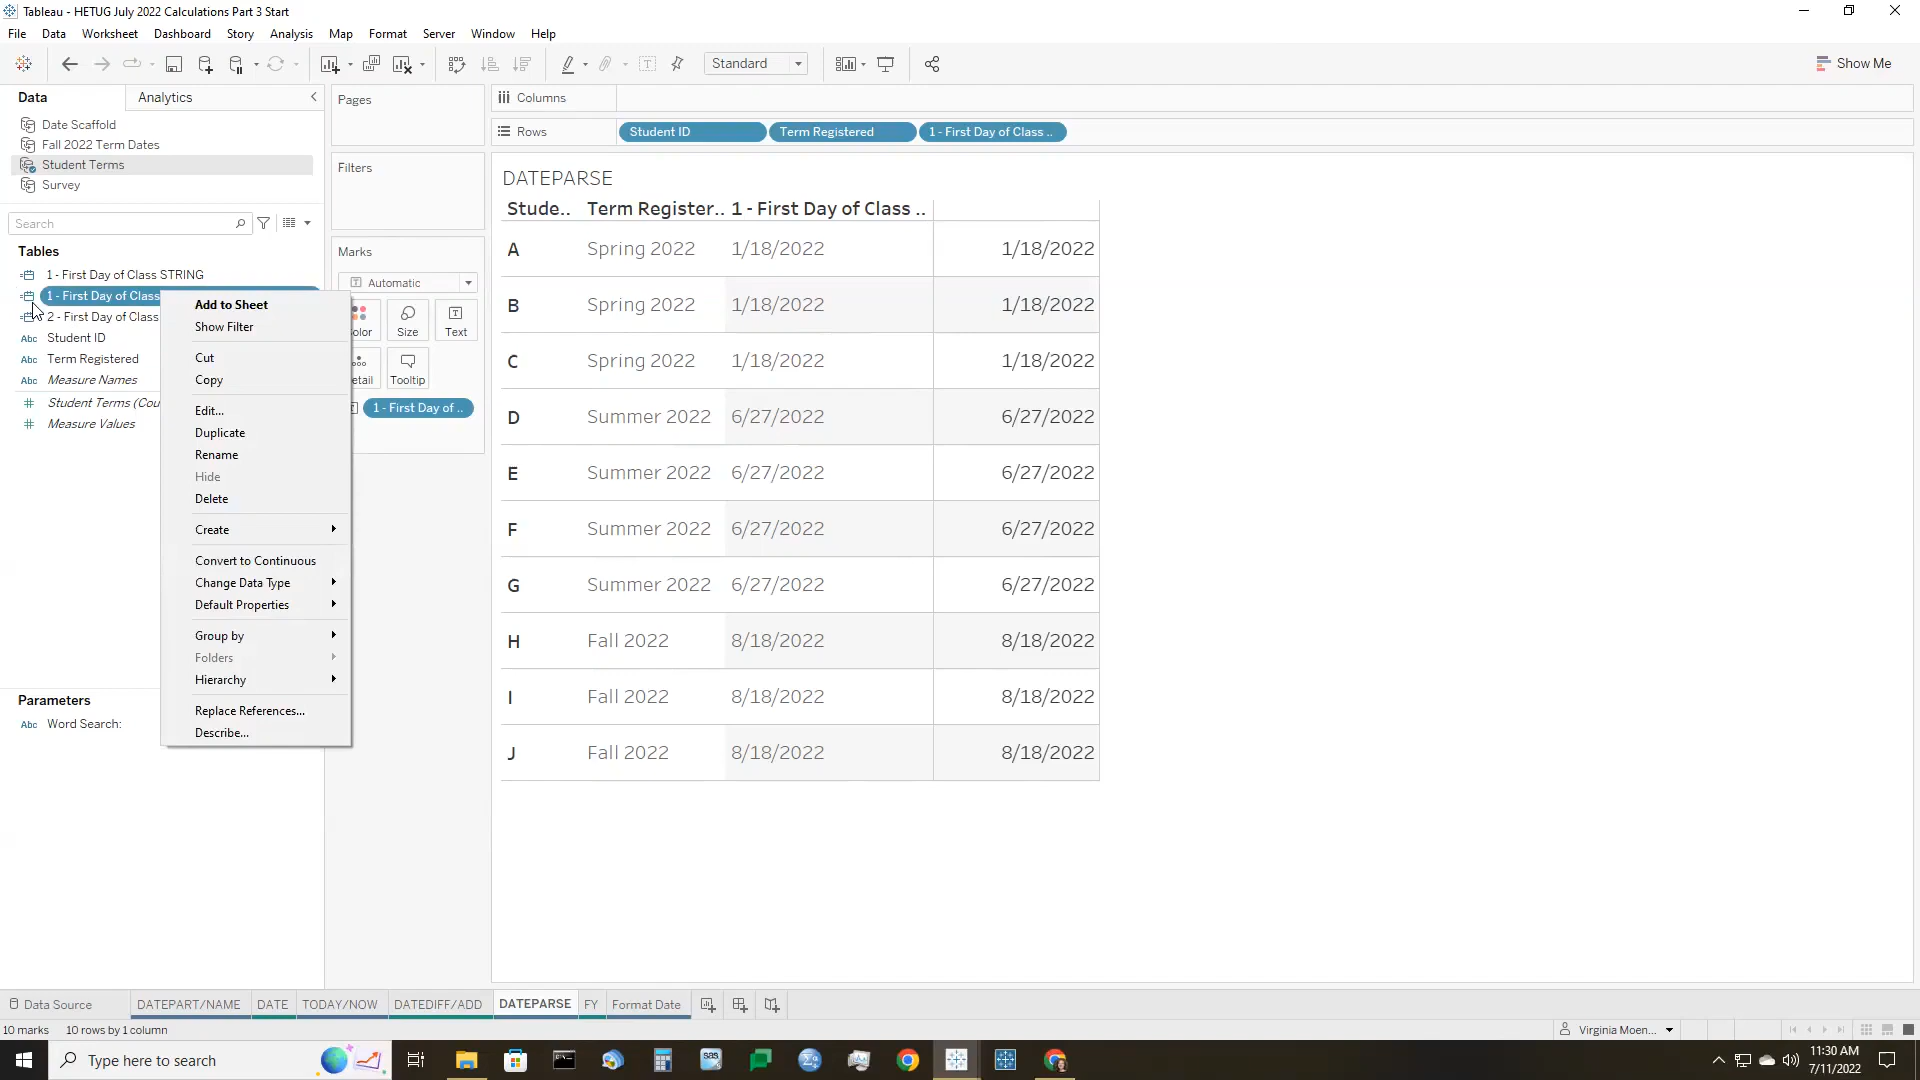 Tableau - HETUG July 2022 Calculations Part 3 Start
File Data Worksheet Dashboard Story Analysis Map Format Server Window Help
Standard Show Me
Data Analytics
Date Scaffold
Fall 2022 Term Dates
Student Terms
Survey
Search
Tables
1 - First Day of Class STRING
1 - First Day of Class
2 - First Day of Class
Abc Student ID
Abc Term Registered
Abc Measure Names
# Student Terms (Cou
# Measure Values
Parameters
Abc Word Search:
Add to Sheet
Show Filter
Cut
Copy
Edit...
Duplicate
Rename
Hide
Delete
Create
Convert to Continuous
Change Data Type
Default Properties
Group by
Folders
Hierarchy
Replace References...
Describe...
Pages
Filters
Marks
Automatic
olor Size Text
etail Tooltip
1 - First Day of ..
Columns
Rows Student ID Term Registered 1 - First Day of Class ..
DATEPARSE
Stude.. Term Register.. 1 - First Day of Class ..
A Spring 2022 1/18/2022 1/18/2022
B Spring 2022 1/18/2022 1/18/2022
C Spring 2022 1/18/2022 1/18/2022
D Summer 2022 6/27/2022 6/27/2022
E Summer 2022 6/27/2022 6/27/2022
F Summer 2022 6/27/2022 6/27/2022
G Summer 2022 6/27/2022 6/27/2022
H Fall 2022 8/18/2022 8/18/2022
I Fall 2022 8/18/2022 8/18/2022
J Fall 2022 8/18/2022 8/18/2022
Data Source DATEPART/NAME DATE TODAY/NOW DATEDIFF/ADD DATEPARSE FY Format Date
10 marks 10 rows by 1 column Virginia Moen...
Type here to search
sas
11:30 AM
7/11/2022